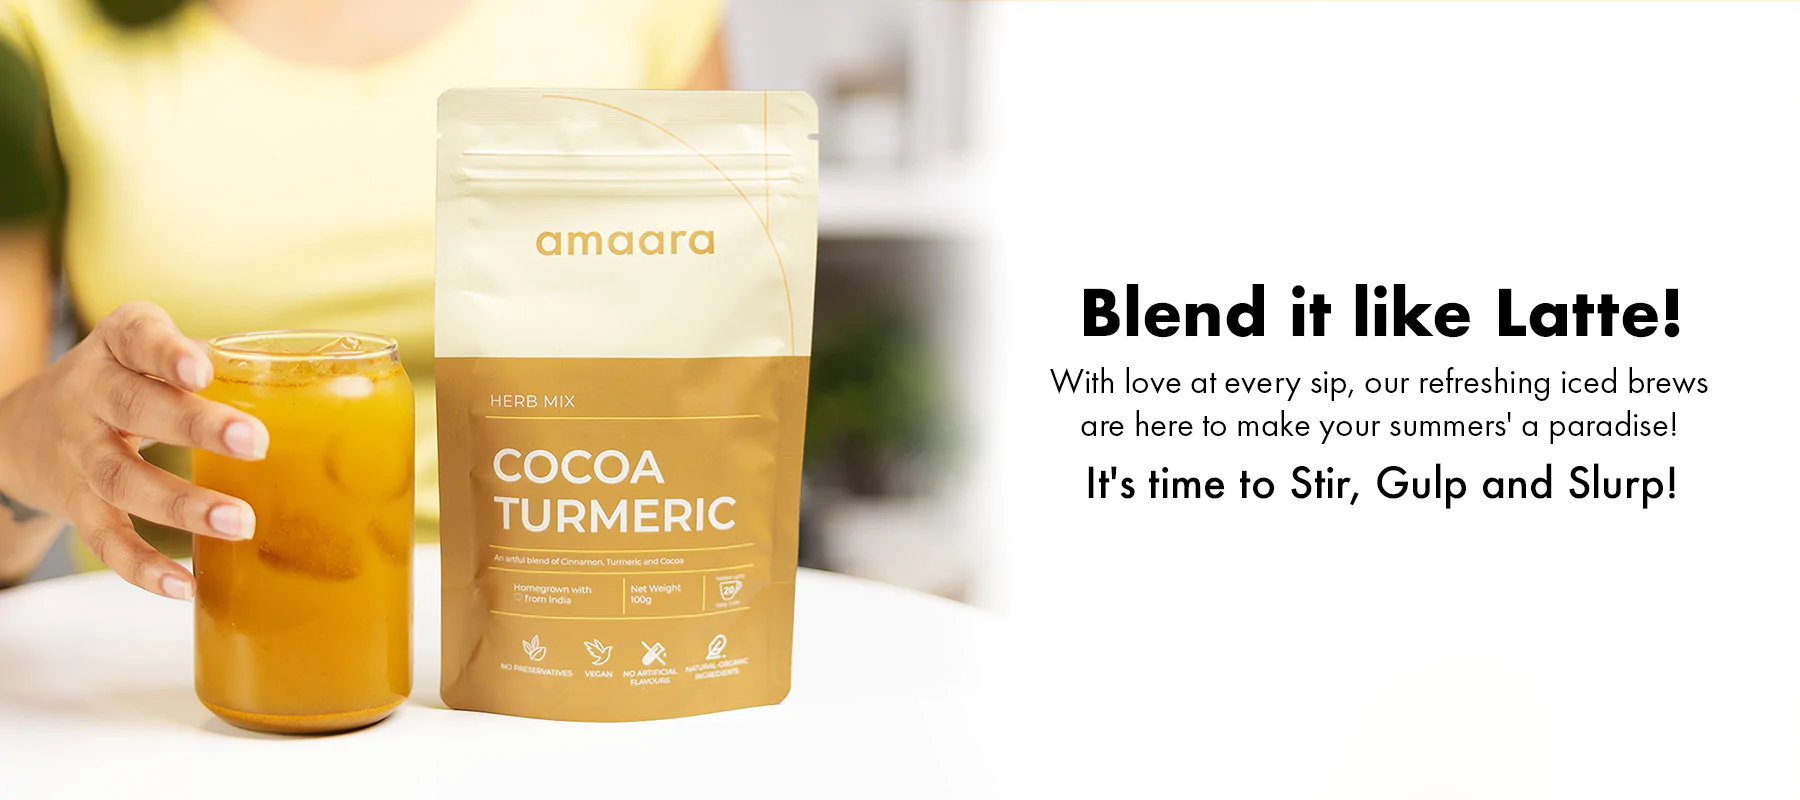 amaara
HERB MIX
COCOA
TURMERIC
An artful blend of Cinnamon, Turmeric and Cocoa
Homegrown with
♡ from India
Net Weight
100g
20
NO PRESERVATIVES
VEGAN
NO ARTIFICIAL
FLAVOURS
NATURAL-ORGANIC
INGREDIENTS
Blend it like Latte!
With love at every sip, our refreshing iced brews
are here to make your summers' a paradise!
It's time to Stir, Gulp and Slurp!